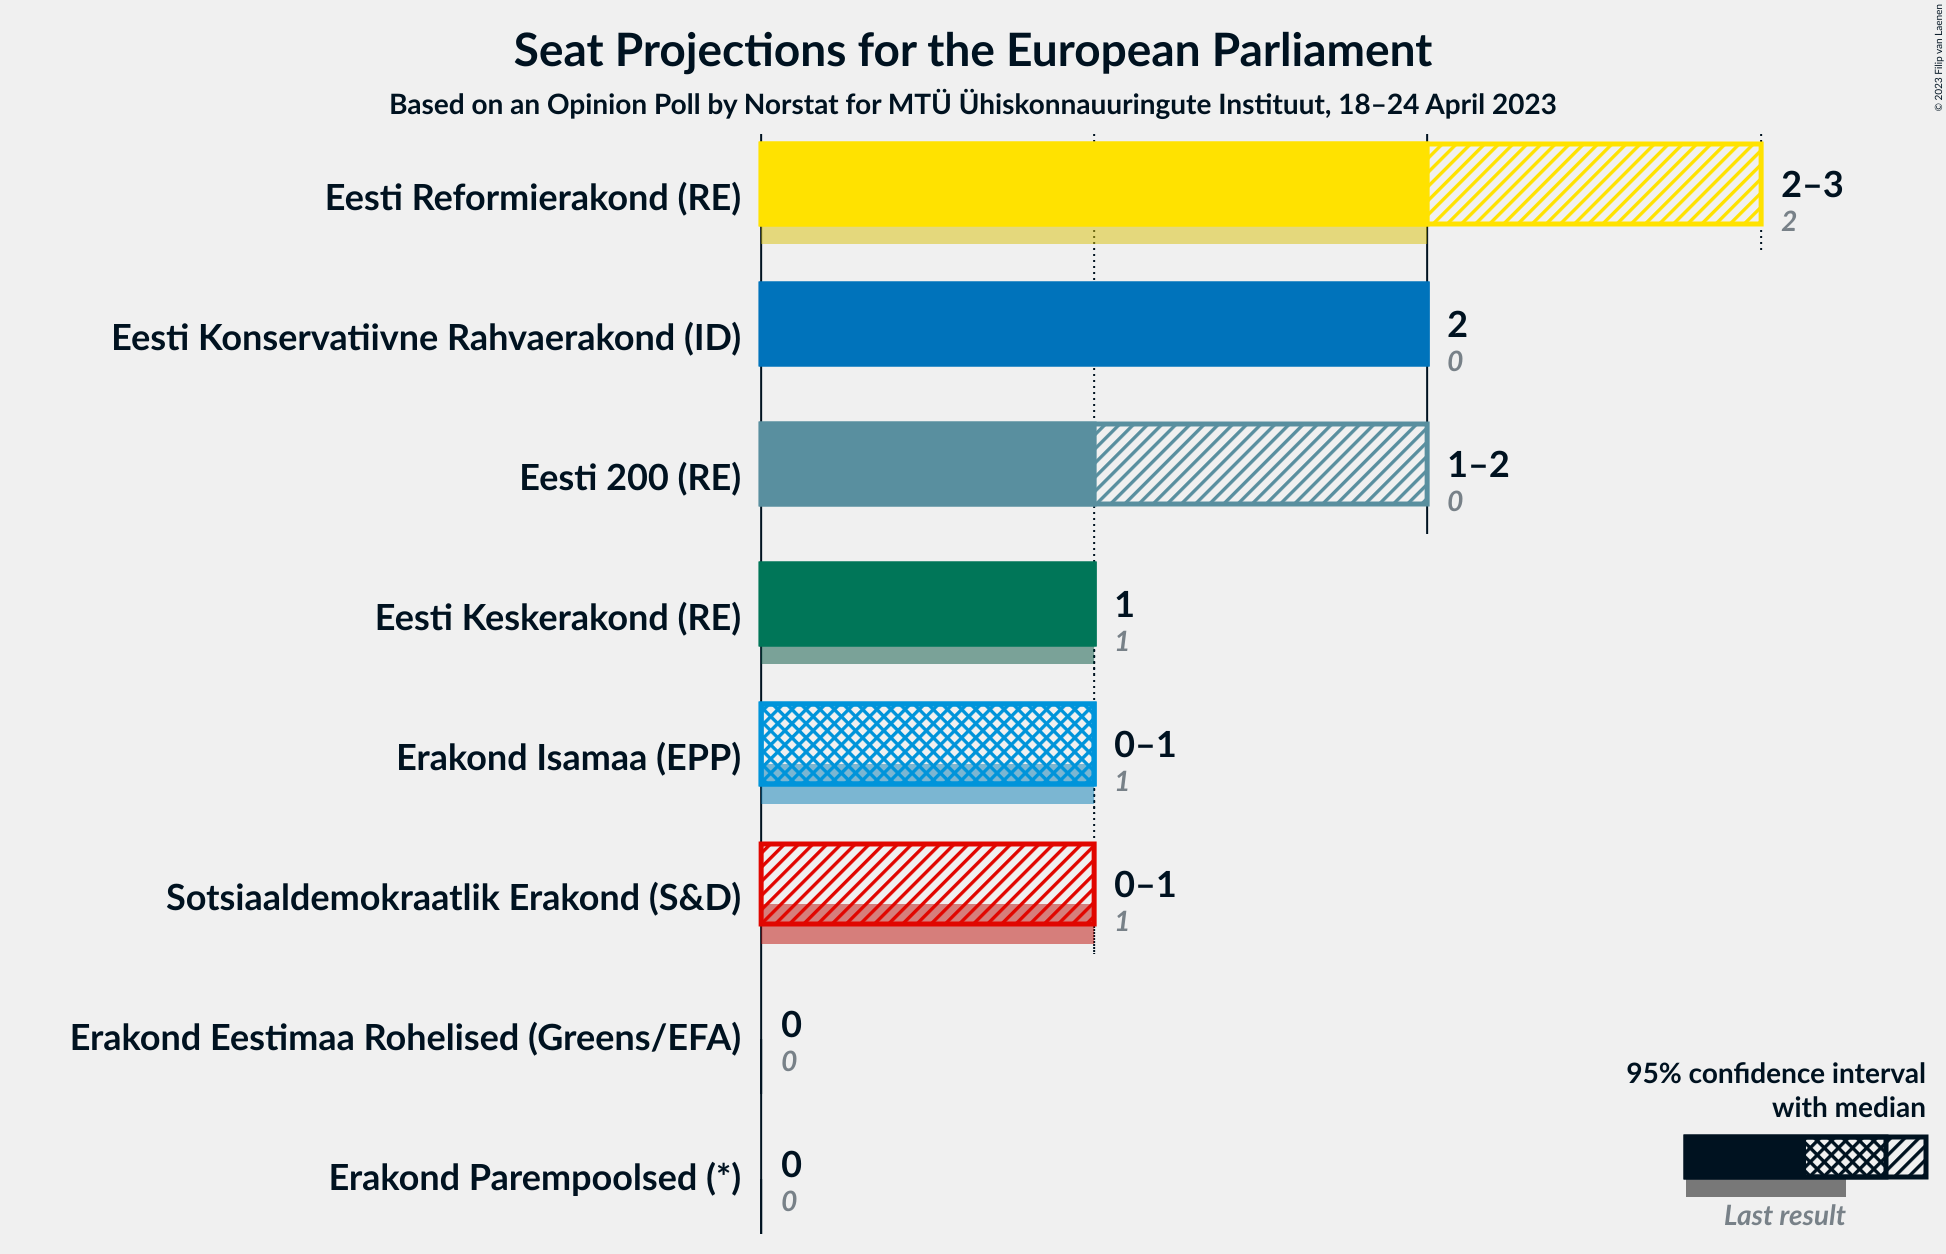 Seat Projections for the European Parliament
Based on an Opinion Poll by Norstat for MTÜ Ühiskonnauuringute Instituut, 18–24 April 2023
© 2023 Filip van Laenen
Eesti Reformierakond (RE)
2–3
2
Eesti Konservatiivne Rahvaerakond (ID)
2
0
Eesti 200 (RE)
1–2
0
Eesti Keskerakond (RE)
1
1
Erakond Isamaa (EPP)
0–1
1
Sotsiaaldemokraatlik Erakond (S&D)
0–1
1
Erakond Eestimaa Rohelised (Greens/EFA)
0
0
Erakond Parempoolsed (*)
0
0
95% confidence interval
with median
Last result